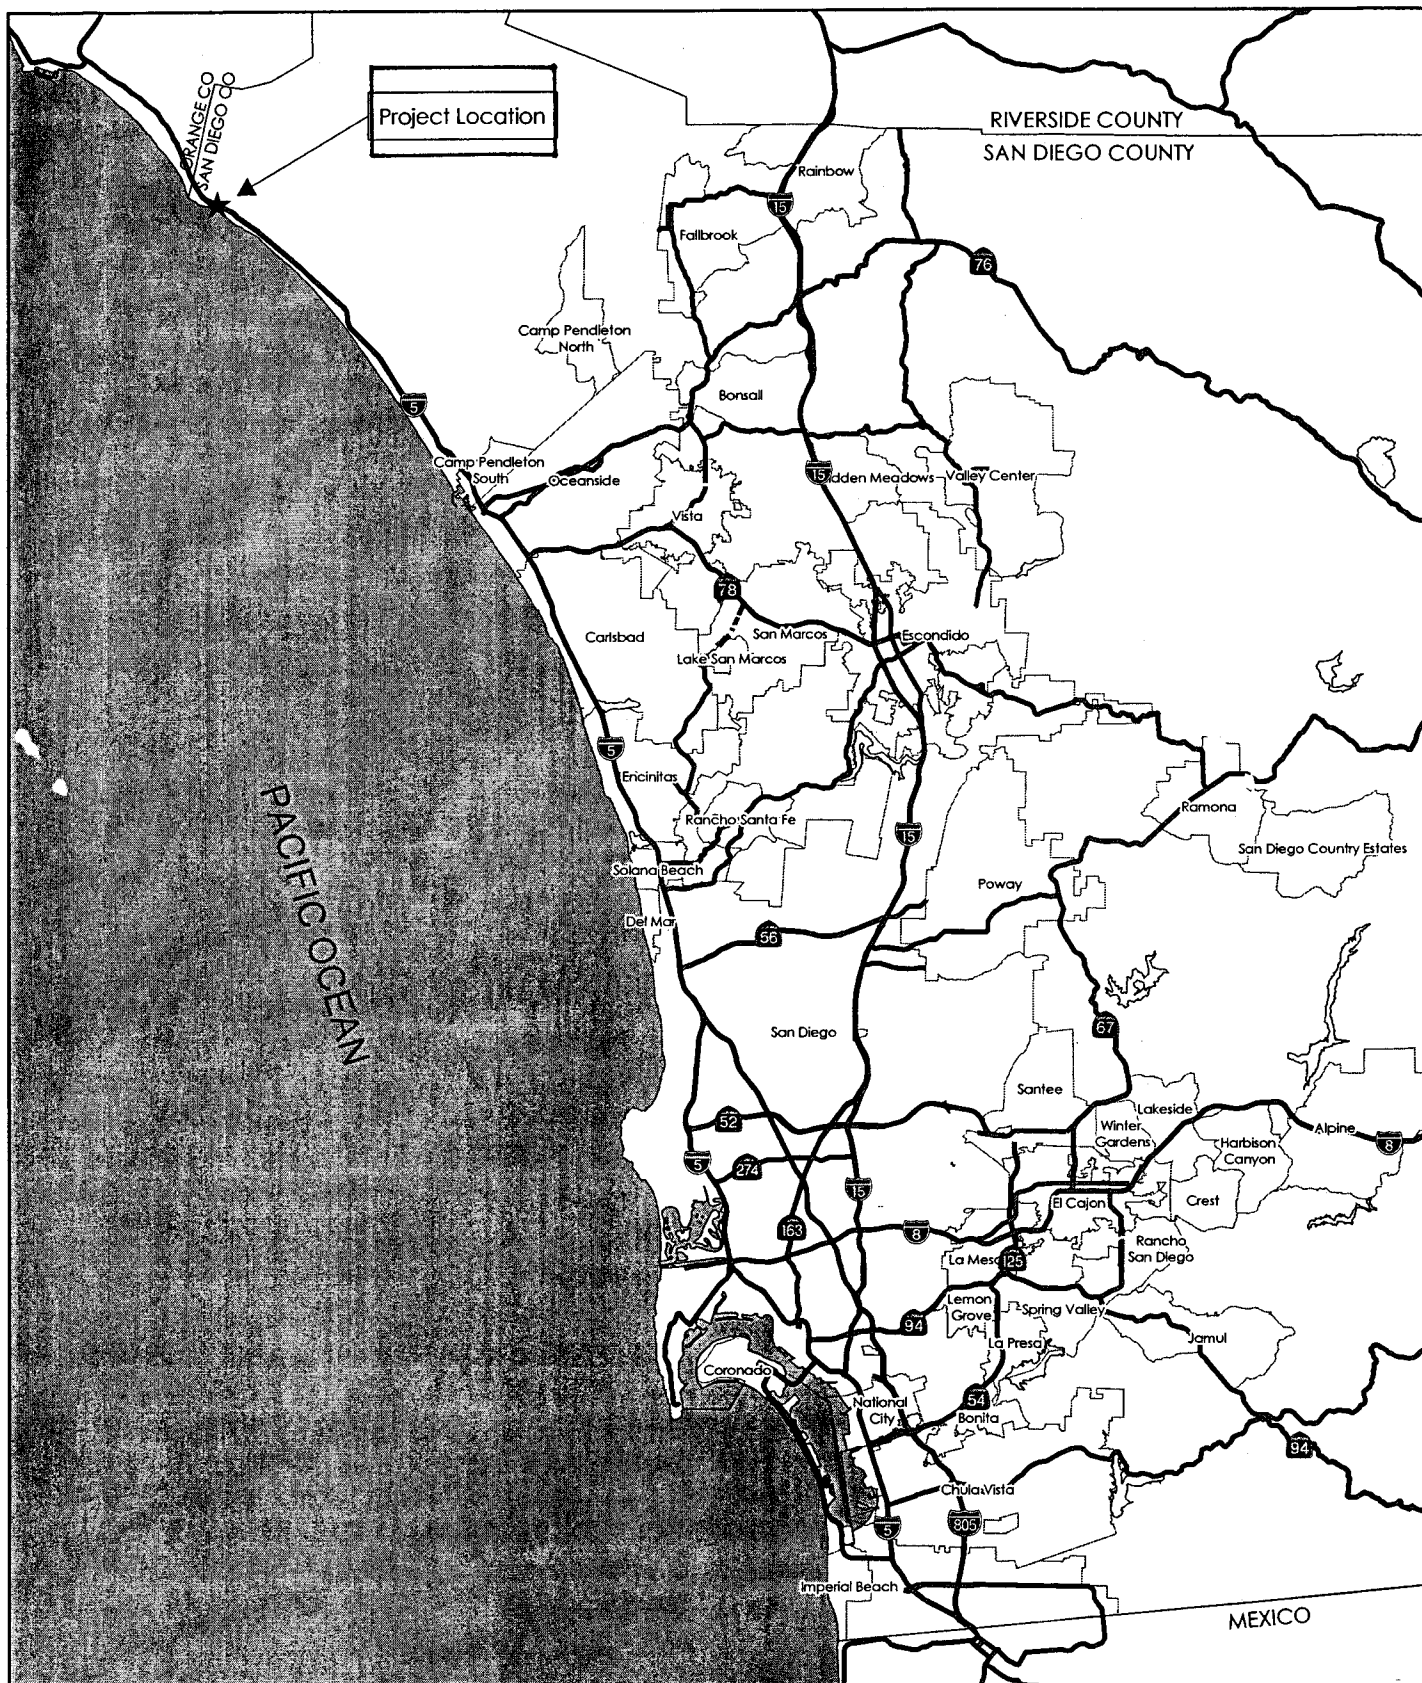 ORANGE CO
SAN DIEGO CO
Project Location
RIVERSIDE COUNTY
SAN DIEGO COUNTY
Rainbow
15
Fallbrook
76
Camp Pendleton
North
Bonsall
5
Camp Pendleton
South
Oceanside
15
idden Meadows
Valley Center
Vista
78
Carlsbad
San Marcos
Escondido
Lake San Marcos
5
Encinitas
PACIFIC OCEAN
Rancho Santa Fe
15
Ramona
San Diego Country Estates
Solana Beach
Poway
Del Mar
56
San Diego
67
Santee
Lakeside
52
Winter
Gardens
Alpine
8
Harbison
Canyon
5
274
15
El Cajon
Crest
163
8
Rancho
San Diego
La Mesa
125
Lemon
Grove
Spring Valley
94
La Presa
Jamul
Coronado
54
National
City
Bonita
94
Chula Vista
5
805
Imperial Beach
MEXICO